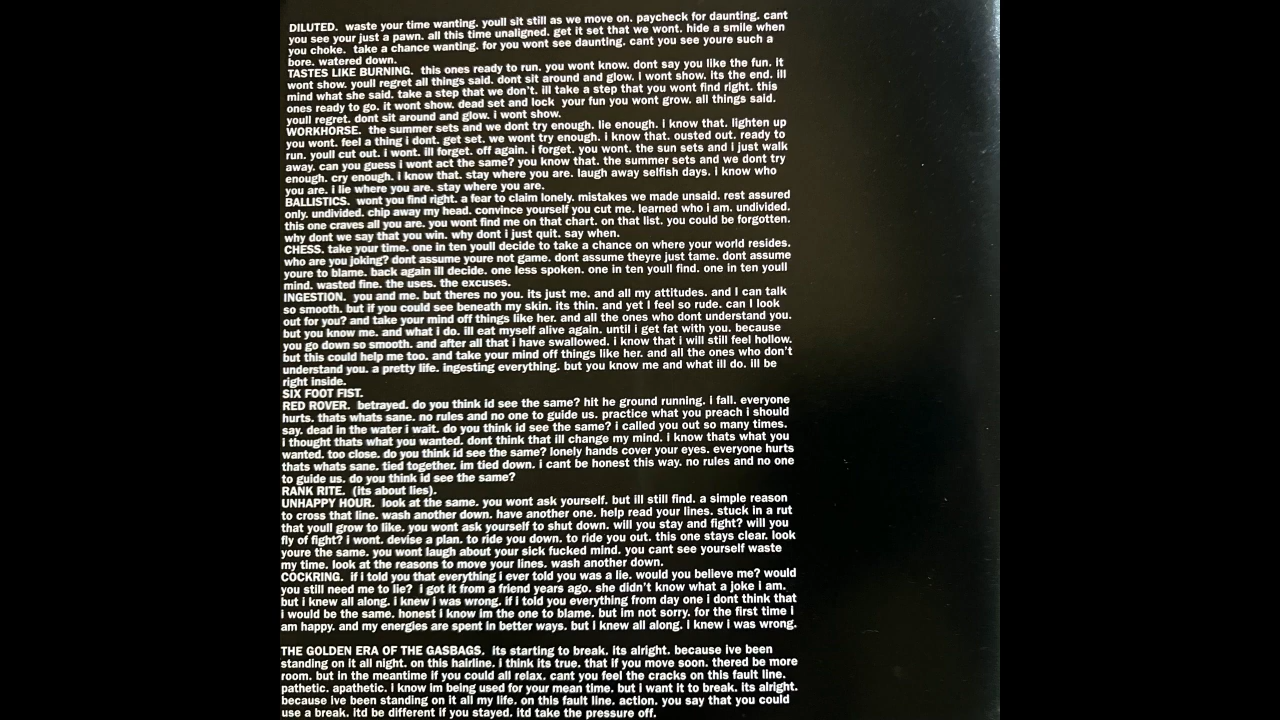 DILUTED. waste your time wanting. youll sit still as we move on. paycheck for daunting. cant
you see your just a pawn. all this time unaligned. get it set that we wont. hide a smile when
you choke. take a chance wanting. for you wont see daunting. cant you see youre such a
bore. watered down.
TASTES LIKE BURNING. this ones ready to run. you wont know. dont say you like the fun. it
wont show. youll regret all things said. dont sit around and glow. i wont show. its the end. ill
mind what she said. take a step that we don't. ill take a step that you wont find right. this
ones ready to go. it wont show. dead set and lock your fun you wont grow. all things said.
youll regret. dont sit around and glow. i wont show.
WORKHORSE. the summer sets and we dont try enough. lie enough. i know that. lighten up
you wont. feel a thing i dont. get set. we wont try enough. i know that. ousted out. ready to
run. youll cut out. i wont. ill forget. off again. i forget. you wont. the sun sets and i just walk
away. can you guess i wont act the same? you know that. the summer sets and we dont try
enough. cry enough. i know that. stay where you are. laugh away selfish days. i know who
you are. i lie where you are. stay where you are.
BALLISTICS. wont you find right. a fear to claim lonely. mistakes we made unsaid. rest assured
only. undivided. chip away my head. convince yourself you cut me. learned who i am. undivided.
this one craves all you are. you wont find me on that chart. on that list. you could be forgotten.
why dont we say that you win. why dont i just quit. say when.
CHESS. take your time. one in ten youll decide to take a chance on where your world resides.
who are you joking? dont assume youre not game. dont assume theyre just tame. dont assume
youre to blame. back again ill decide. one less spoken. one in ten youll find. one in ten youll
mind. wasted fine. the uses. the excuses.
INGESTION. you and me. but theres no you. its just me. and all my attitudes. and I can talk
so smooth. but if you could see beneath my skin. its thin. and yet I feel so rude. can I look
out for you? and take your mind off things like her. and all the ones who dont understand you.
but you know me. and what i do. ill eat myself alive again. until i get fat with you. because
you go down so smooth. and after all that i have swallowed. i know that i will still feel hollow.
but this could help me too. and take your mind off things like her. and all the ones who don't
understand you. a pretty life. ingesting everything. but you know me and what ill do. ill be
right inside.
SIX FOOT FIST.
RED ROVER. betrayed. do you think id see the same? hit he ground running. i fall. everyone
hurts. thats whats sane. no rules and no one to guide us. practice what you preach i should
say. dead in the water i wait. do you think id see the same? i called you out so many times.
i thought thats what you wanted. dont think that ill change my mind. i know thats what you
wanted. too close. do you think id see the same? lonely hands cover your eyes. everyone hurts
thats whats sane. tied together. im tied down. i cant be honest this way. no rules and no one
to guide us. do you think id see the same?
RANK RITE. (its about lies).
UNHAPPY HOUR. look at the same. you wont ask yourself. but ill still find. a simple reason
to cross that line. wash another down. have another one. help read your lines. stuck in a rut
that youll grow to like. you wont ask yourself to shut down. will you stay and fight? will you
fly of fight? i wont. devise a plan. to ride you down. to ride you out. this one stays clear. look
youre the same. you wont laugh about your sick fucked mind. you cant see yourself waste
my time. look at the reasons to move your lines. wash another down.
COCKRING. if i told you that everything i ever told you was a lie. would you believe me? would
you still need me to lie? i got it from a friend years ago. she didn't know what a joke i am.
but i knew all along. i knew i was wrong. if i told you everything from day one i dont think that
i would be the same. honest i know im the one to blame. but im not sorry. for the first time i
am happy. and my energies are spent in better ways. but i knew all along. i knew i was wrong.
THE GOLDEN ERA OF THE GASBAGS. its starting to break. its alright. because ive been
standing on it all night. on this hairline. i think its true. that if you move soon. thered be more
room. but in the meantime if you could all relax. cant you feel the cracks on this fault line.
pathetic. apathetic. i know im being used for your mean time. but i want it to break. its alright.
because ive been standing on it all my life. on this fault line. action. you say that you could
use a break. itd be different if you stayed. itd take the pressure off.